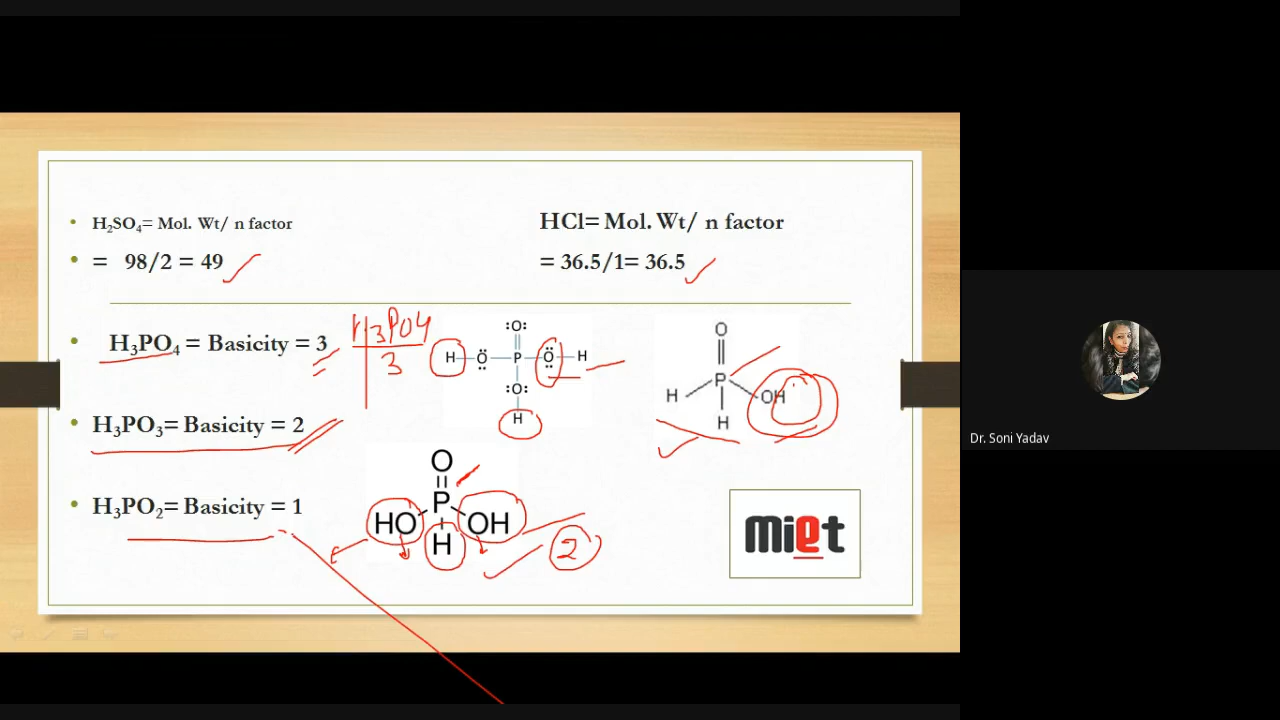 H₂SO₄= Mol. Wt/ n factor
= 98/2 = 49
HCl= Mol. Wt/ n factor
= 36.5/1= 36.5
H₃PO₄ = Basicity = 3
H₃PO₃= Basicity = 2
H₃PO₂= Basicity = 1
H3PO4
3
:O:
H O P O H
:O:
H
O
P
H OH
H
O
P
HO OH
H
2
miet
Dr. Soni Yadav